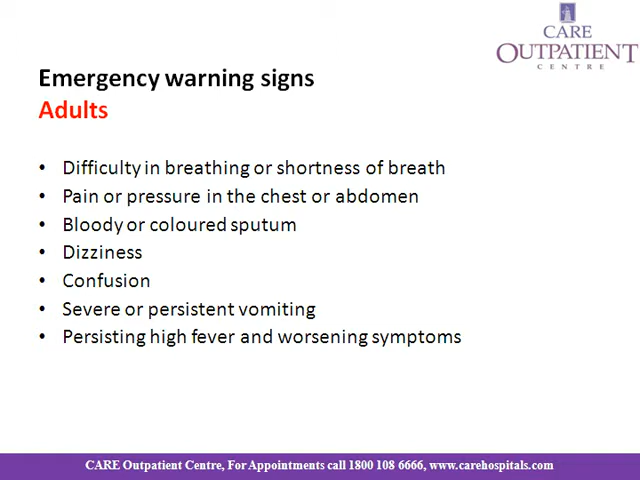 CARE
OUTPATIENT
CENTRE
Emergency warning signs
Adults
• Difficulty in breathing or shortness of breath
• Pain or pressure in the chest or abdomen
• Bloody or coloured sputum
• Dizziness
• Confusion
• Severe or persistent vomiting
• Persisting high fever and worsening symptoms
CARE Outpatient Centre, For Appointments call 1800 108 6666, www.carehospitals.com